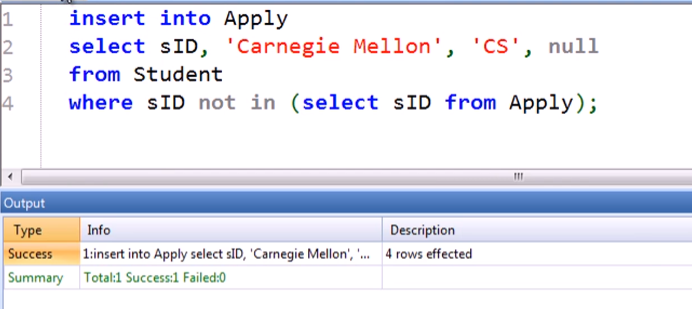 1 insert into Apply
2 select sID, 'Carnegie Mellon', 'CS', null
3 from Student
4 where sID not in (select sID from Apply);
Output
Type Info Description
Success 1:insert into Apply select sID, 'Carnegie Mellon', '... 4 rows effected
Summary Total:1 Success:1 Failed:0